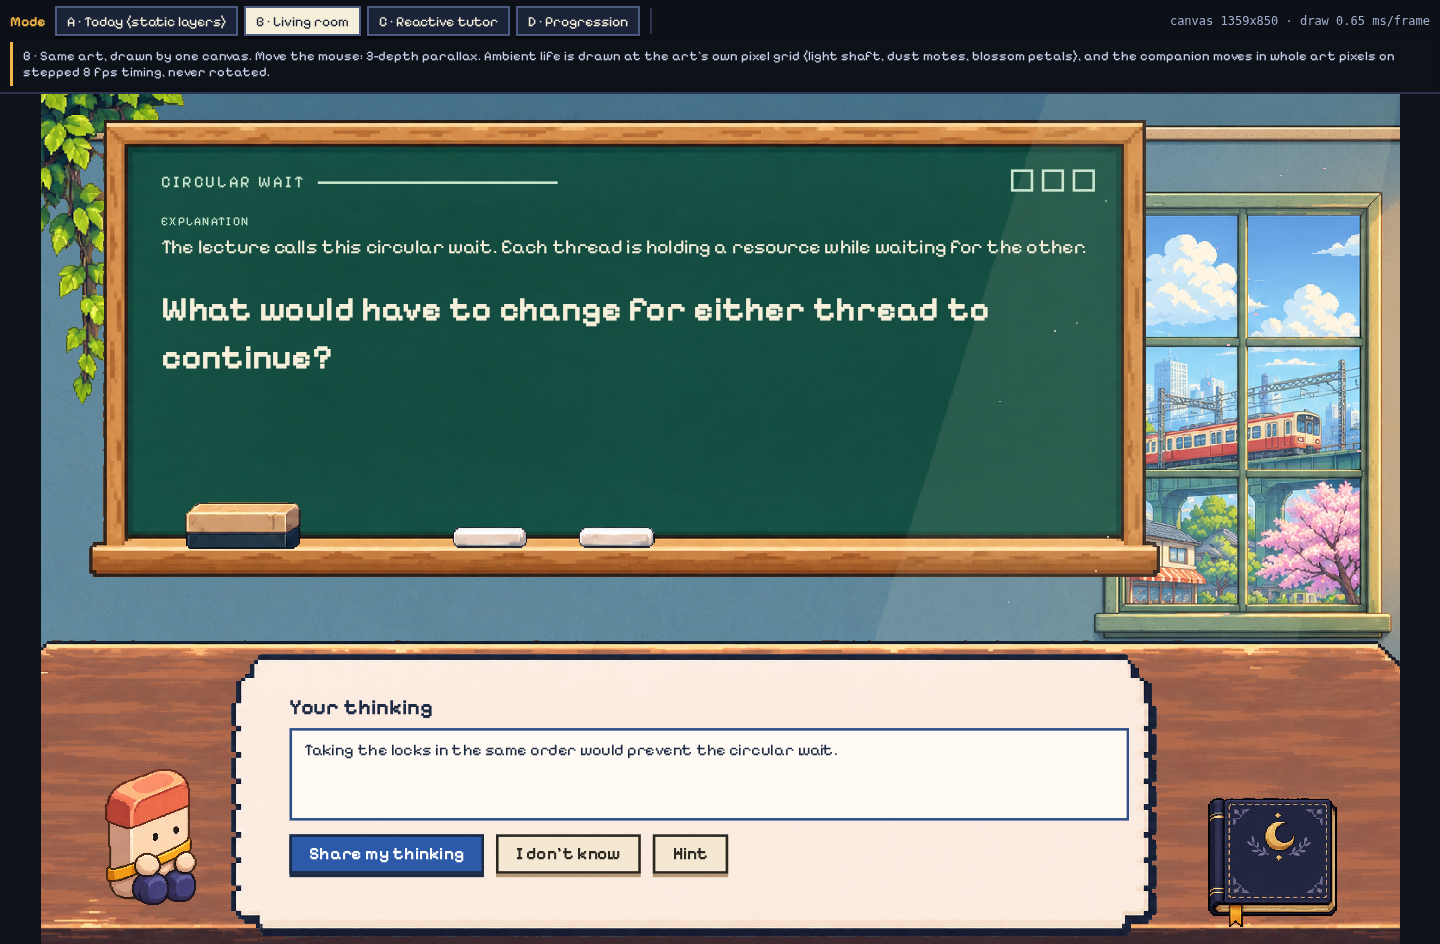 Mode
A · Today (static layers)
B · Living room
C · Reactive tutor
D · Progression
canvas 1359x850 · draw 0.65 ms/frame
B · Same art, drawn by one canvas. Move the mouse: 3-depth parallax. Ambient life is drawn at the art's own pixel grid (light shaft, dust motes, blossom petals), and the companion moves in whole art pixels on
stepped 8 fps timing, never rotated.
CIRCULAR WAIT
EXPLANATION
The lecture calls this circular wait. Each thread is holding a resource while waiting for the other.
What would have to change for either thread to
continue?
Your thinking
Taking the locks in the same order would prevent the circular wait.
Share my thinking
I don't know
Hint